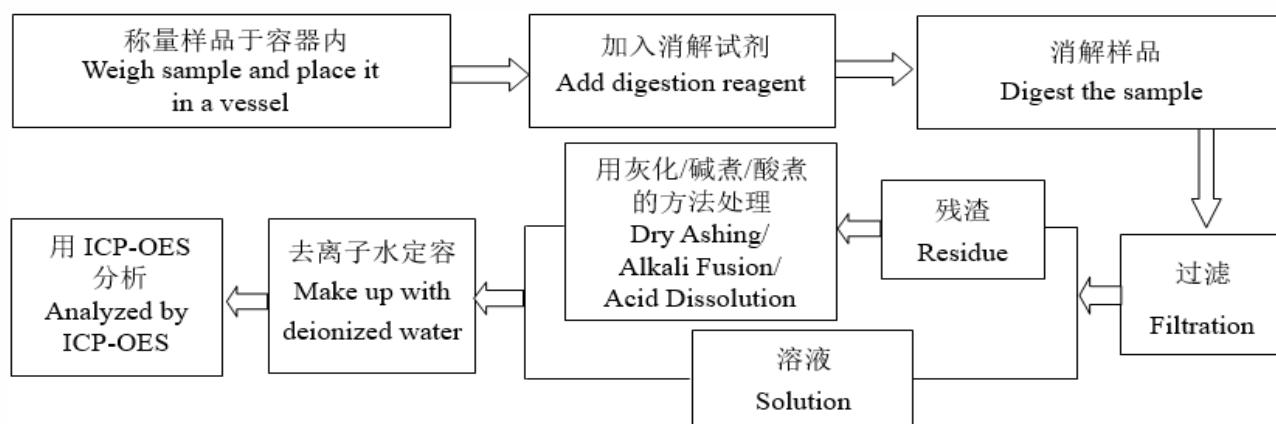 称量样品于容器内
Weigh sample and place it
in a vessel
加入消解试剂
Add digestion reagent
消解样品
Digest the sample
过滤
Filtration
残渣
Residue
用灰化/碱煮/酸煮
的方法处理
Dry Ashing/
Alkali Fusion/
Acid Dissolution
溶液
Solution
去离子水定容
Make up with
deionized water
用 ICP-OES
分析
Analyzed by
ICP-OES